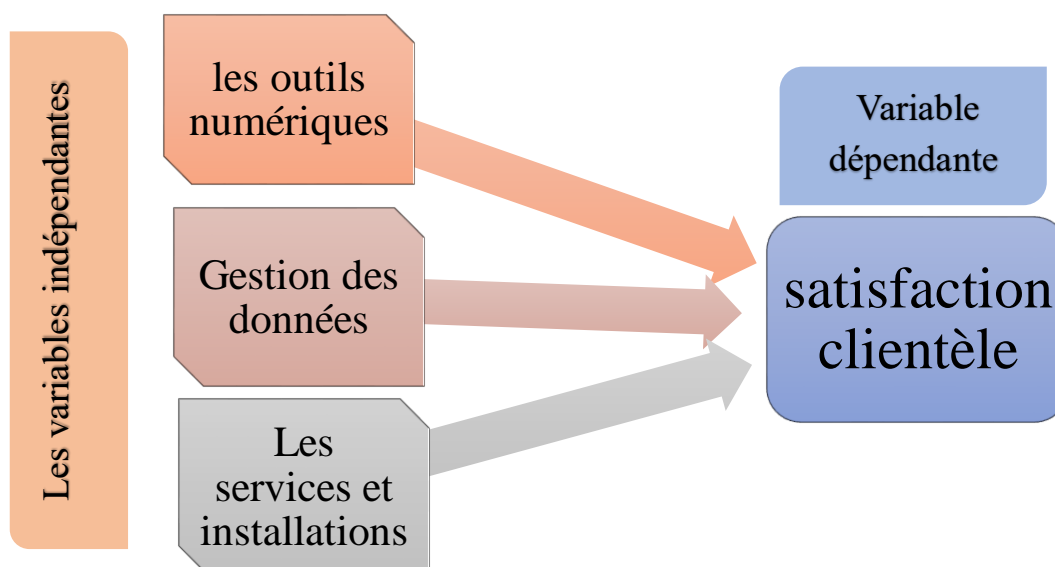 Les variables indépendantes
les outils
numériques
Gestion des
données
Les
services et
installations
Variable
dépendante
satisfaction
clientèle